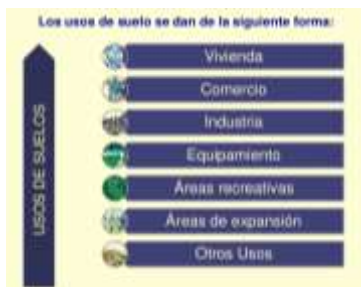 Los usos de suelo se dan de la siguiente forma:
USOS DE SUELOS
Vivienda
Comercio
Industria
Equipamiento
Áreas recreativas
Áreas de expansión
Otros Usos